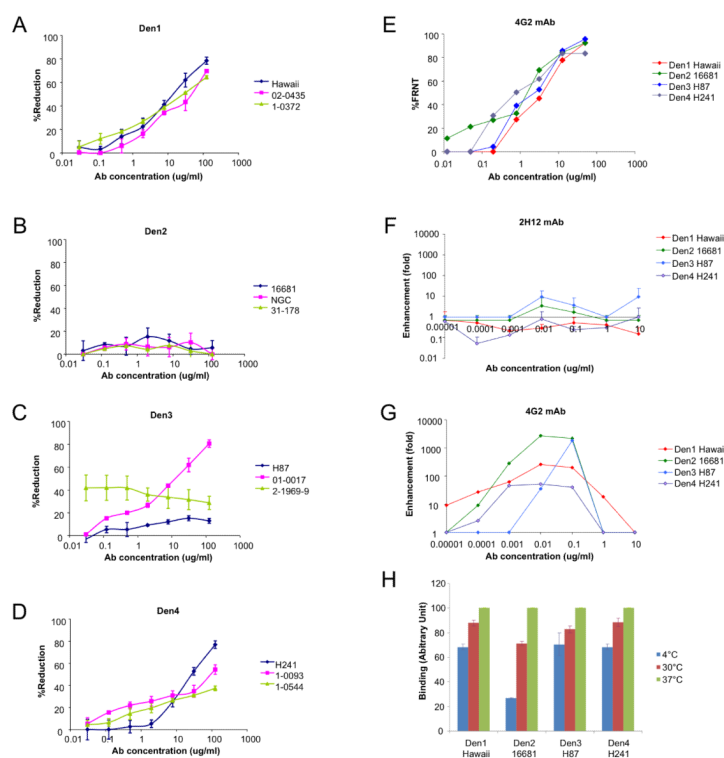 A
Den1
%Reduction
100
80
60
40
20
0
0.01 0.1 1 10 100 1000
Ab concentration (ug/ml)
Hawaii
02-0435
1-0372
B
Den2
%Reduction
100
80
60
40
20
0
0.01 0.1 1 10 100 1000
Ab concentration (ug/ml)
16681
NGC
31-178
C
Den3
%Reduction
100
80
60
40
20
0
0.01 0.1 1 10 100 1000
Ab concentration (ug/ml)
H87
01-0017
2-1969-9
D
Den4
%Reduction
100
80
60
40
20
0
0.01 0.1 1 10 100 1000
Ab concentration (ug/ml)
H241
1-0093
1-0544
E
4G2 mAb
%FRNT
100
80
60
40
20
0
0.01 0.1 1 10 100
Ab concentration (ug/ml)
Den1 Hawaii
Den2 16681
Den3 H87
Den4 H241
F
2H12 mAb
Enhancement (fold)
10000
1000
100
10
1
0.1
0.01
0.00001 0.0001 0.001 0.01 0.1 1 10
Ab concentration (ug/ml)
Den1 Hawaii
Den2 16681
Den3 H87
Den4 H241
G
4G2 mAb
Enhancement (fold)
10000
1000
100
10
1
0.00001 0.0001 0.001 0.01 0.1 1 10
Ab concentration (ug/ml)
Den1 Hawai
Den2 16681
Den3 H87
Den4 H241
H
Binding (Abitrary Unit)
120
100
80
60
40
20
0
Den1 Den2 Den3 Den4
Hawaii 16681 H87 H241
4°C
30°C
37°C